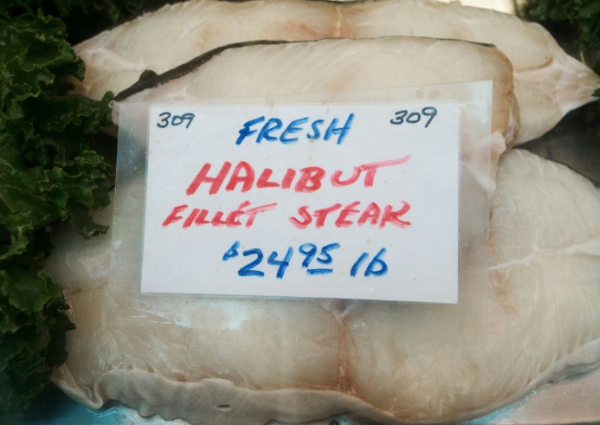 309 FRESH 309
HALIBUT
FILLET STEAK
$24.95 lb